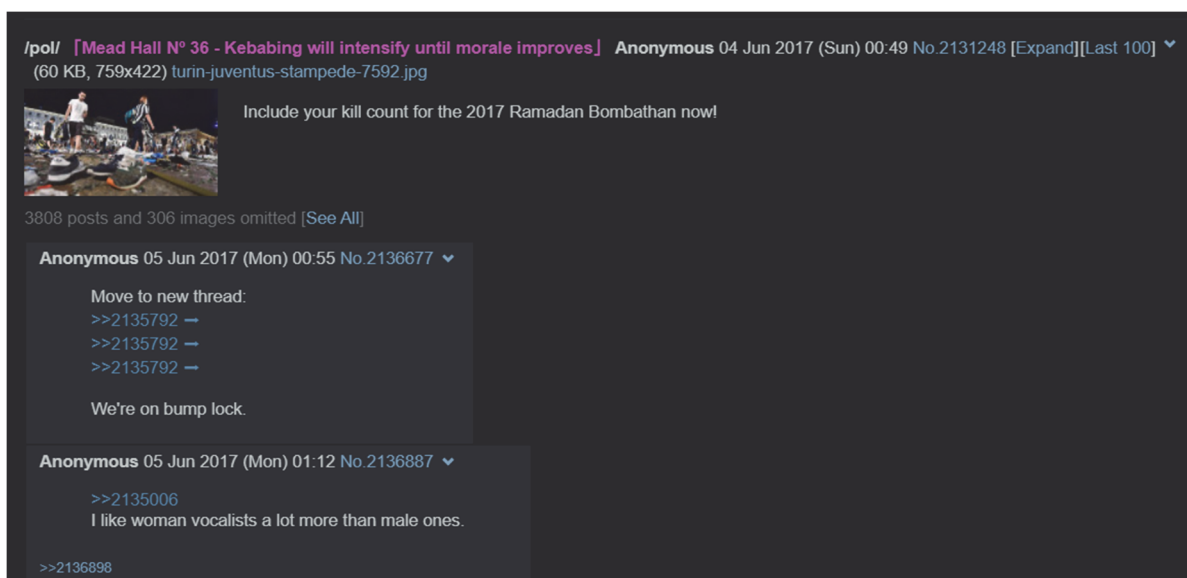 /pol/ ｢Mead Hall Nº 36 - Kebabing will intensify until morale improves｣ Anonymous 04 Jun 2017 (Sun) 00:49 No.2131248 [Expand][Last 100]
(60 KB, 759x422) turin-juventus-stampede-7592.jpg
Include your kill count for the 2017 Ramadan Bombathan now!
3808 posts and 306 images omitted [See All]
Anonymous 05 Jun 2017 (Mon) 00:55 No.2136677
Move to new thread:
>>2135792 →
>>2135792 →
>>2135792 →
We're on bump lock.
Anonymous 05 Jun 2017 (Mon) 01:12 No.2136887
>>2135006
I like woman vocalists a lot more than male ones.
>>2136898